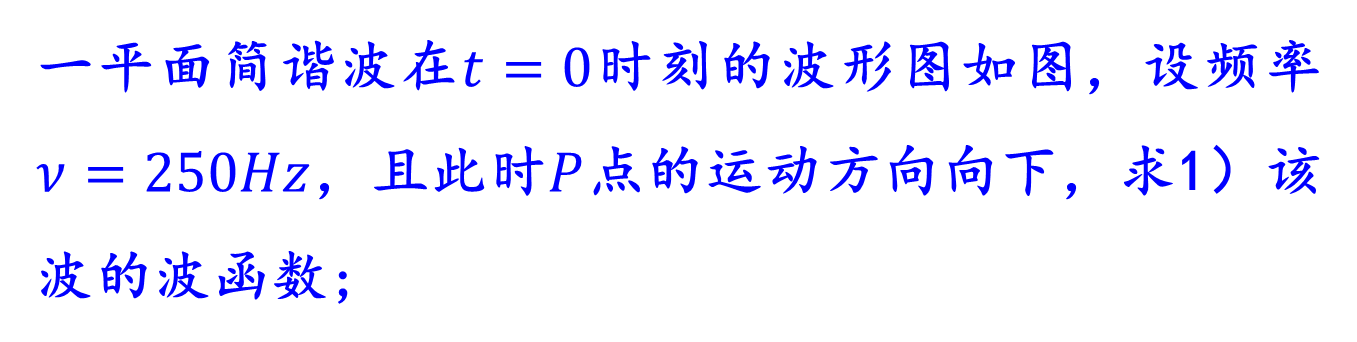 一平面简谐波在t = 0时刻的波形图如图，设频率
ν = 250Hz，且此时P点的运动方向向下，求1）该
波的波函数；